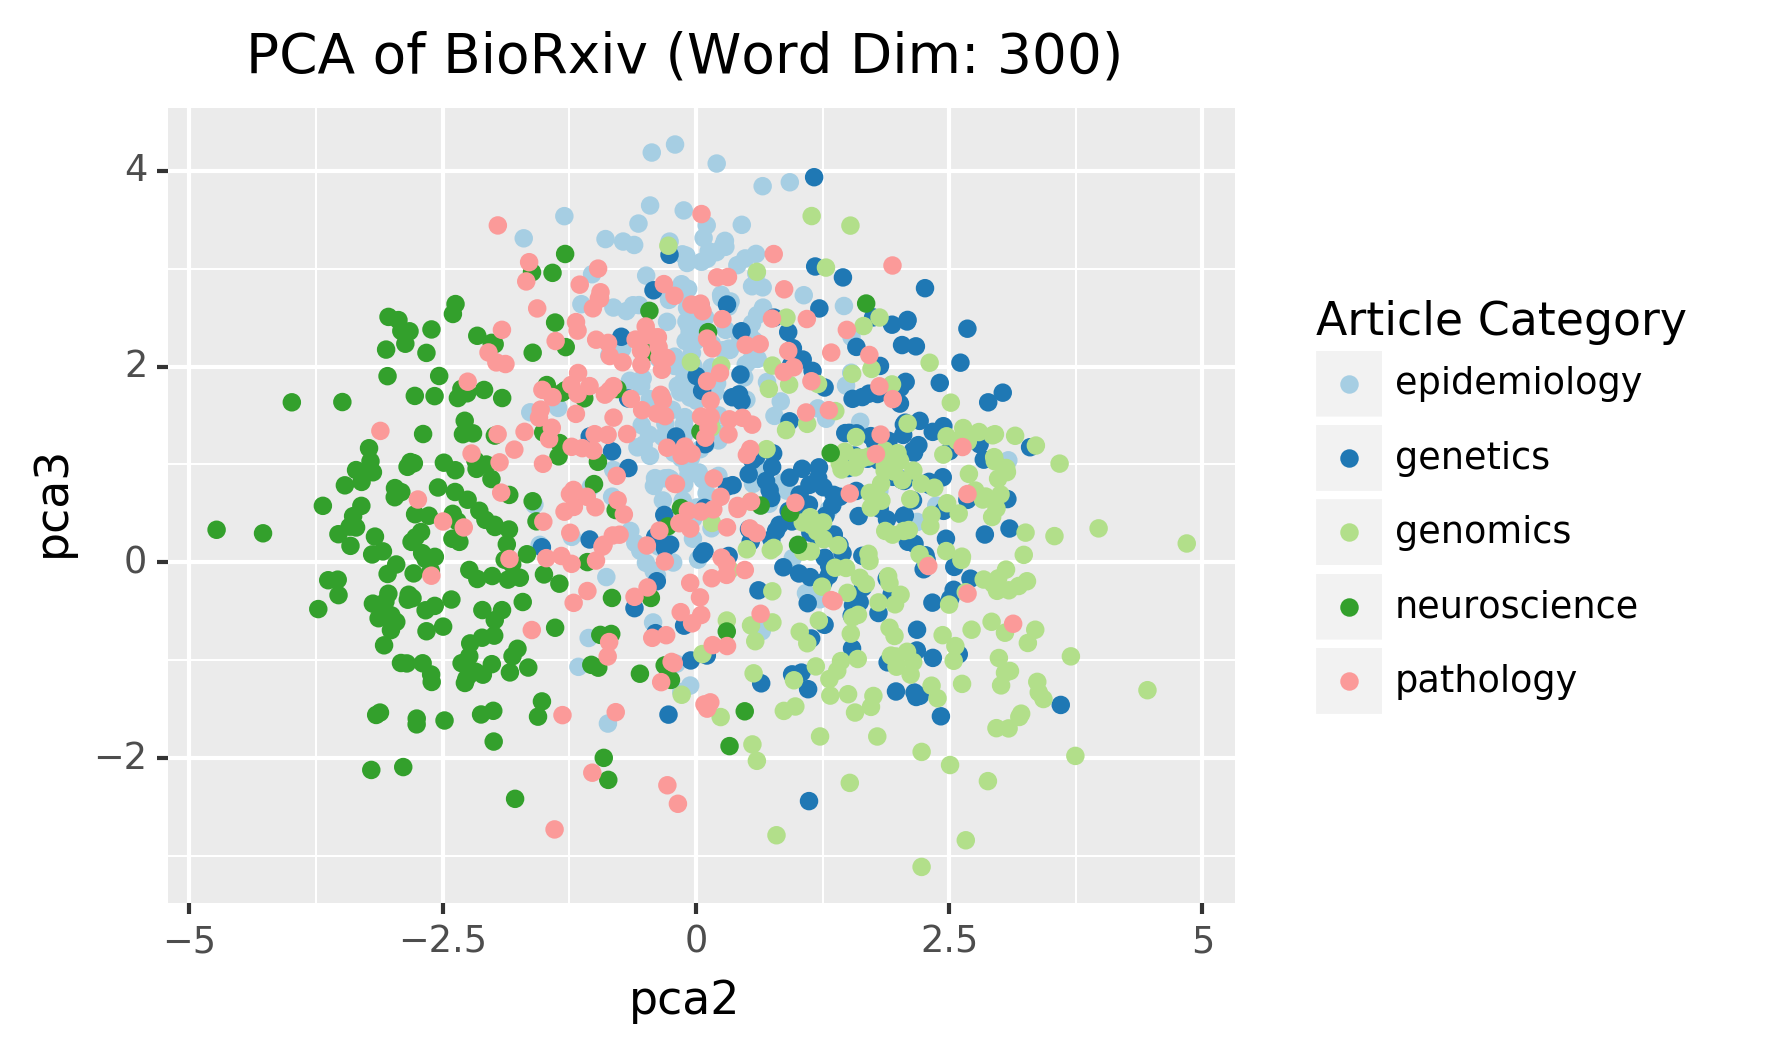 PCA of BioRxiv (Word Dim: 300)
4
2
0
−2
pca3
−5
−2.5
0
2.5
5
pca2
Article Category
epidemiology
genetics
genomics
neuroscience
pathology